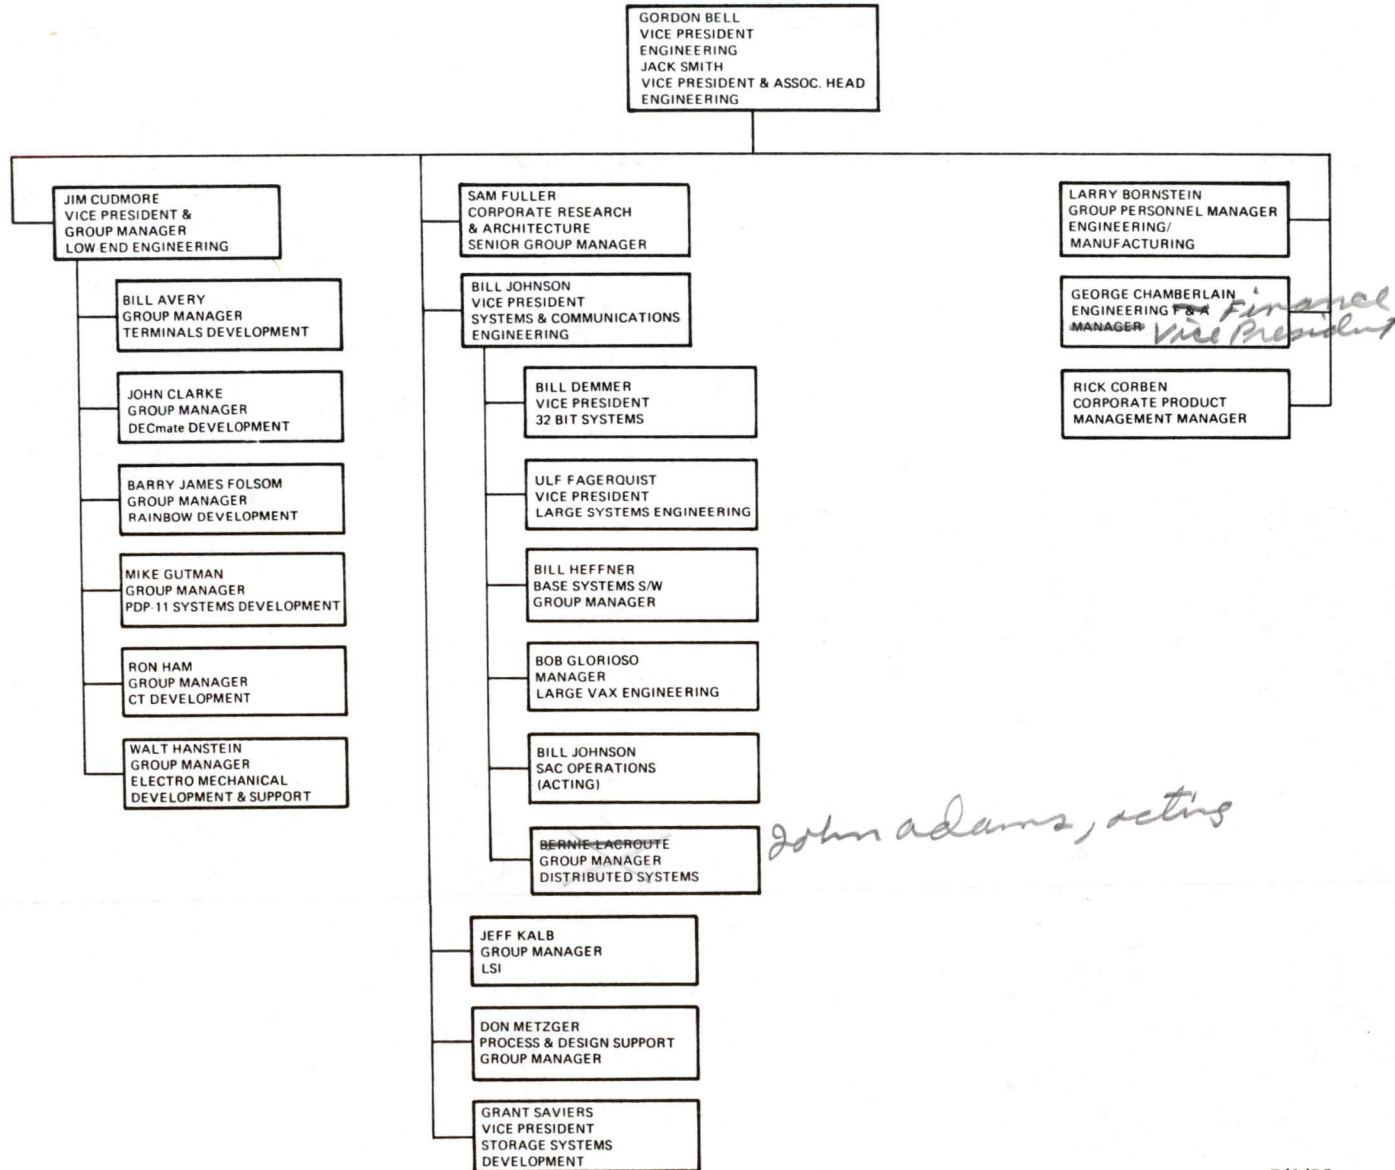 GORDON BELL
VICE PRESIDENT
ENGINEERING
JACK SMITH
VICE PRESIDENT & ASSOC. HEAD
ENGINEERING
JIM CUDMORE
VICE PRESIDENT &
GROUP MANAGER
LOW END ENGINEERING
BILL AVERY
GROUP MANAGER
TERMINALS DEVELOPMENT
JOHN CLARKE
GROUP MANAGER
DECmate DEVELOPMENT
BARRY JAMES FOLSOM
GROUP MANAGER
RAINBOW DEVELOPMENT
MIKE GUTMAN
GROUP MANAGER
PDP-11 SYSTEMS DEVELOPMENT
RON HAM
GROUP MANAGER
CT DEVELOPMENT
WALT HANSTEIN
GROUP MANAGER
ELECTRO MECHANICAL
DEVELOPMENT & SUPPORT
SAM FULLER
CORPORATE RESEARCH
& ARCHITECTURE
SENIOR GROUP MANAGER
BILL JOHNSON
VICE PRESIDENT
SYSTEMS & COMMUNICATIONS
ENGINEERING
BILL DEMMER
VICE PRESIDENT
32 BIT SYSTEMS
ULF FAGERQUIST
VICE PRESIDENT
LARGE SYSTEMS ENGINEERING
BILL HEFFNER
BASE SYSTEMS S/W
GROUP MANAGER
BOB GLORIOSO
MANAGER
LARGE VAX ENGINEERING
BILL JOHNSON
SAC OPERATIONS
(ACTING)
BERNIE LACROUTE John Adams, acting
GROUP MANAGER
DISTRIBUTED SYSTEMS
JEFF KALB
GROUP MANAGER
LSI
DON METZGER
PROCESS & DESIGN SUPPORT
GROUP MANAGER
GRANT SAVIERS
VICE PRESIDENT
STORAGE SYSTEMS
DEVELOPMENT
LARRY BORNSTEIN
GROUP PERSONNEL MANAGER
ENGINEERING/
MANUFACTURING
GEORGE CHAMBERLAIN
ENGINEERING F & A Finance
MANAGER Vice President
RICK CORBEN
CORPORATE PRODUCT
MANAGEMENT MANAGER